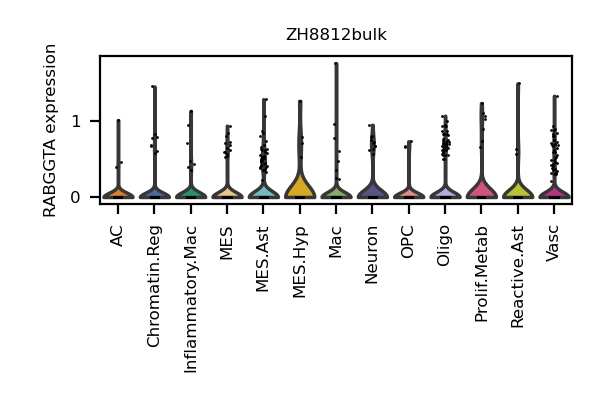 ZH8812bulk
RABGGTA expression
1
0
AC
Chromatin.Reg
Inflammatory.Mac
MES
MES.Ast
MES.Hyp
Mac
Neuron
OPC
Oligo
Prolif.Metab
Reactive.Ast
Vasc